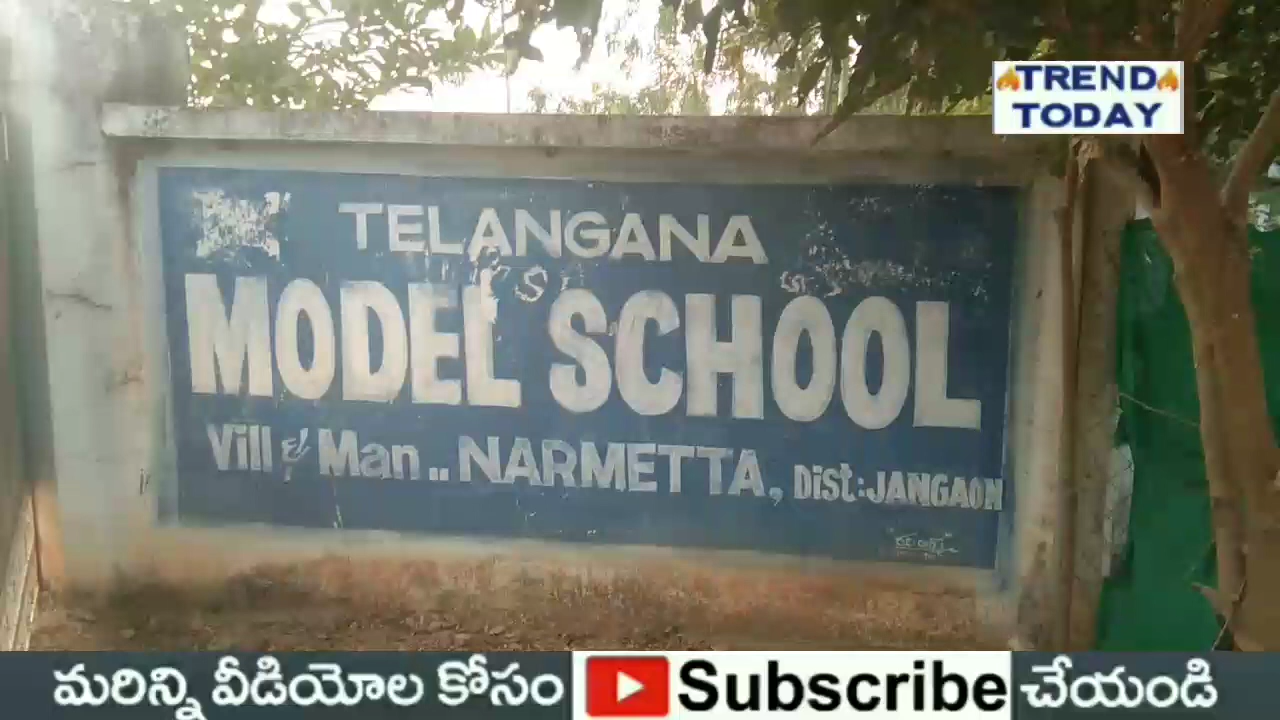 TREND
TODAY
TELANGANA
MODEL SCHOOL
Vill & Man.. NARMETTA, Dist:JANGAON
మరిన్ని వీడియోల కోసం Subscribe చేయండి